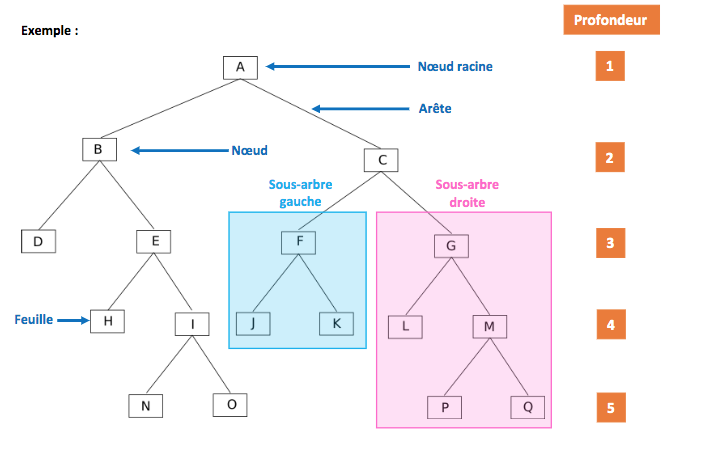 Profondeur
Exemple :
A
Nœud racine
1
Arête
B
Nœud
C
2
Sous-arbre
gauche
Sous-arbre
droite
D
E
F
G
3
Feuille
H
I
J
K
L
M
4
N
O
P
Q
5